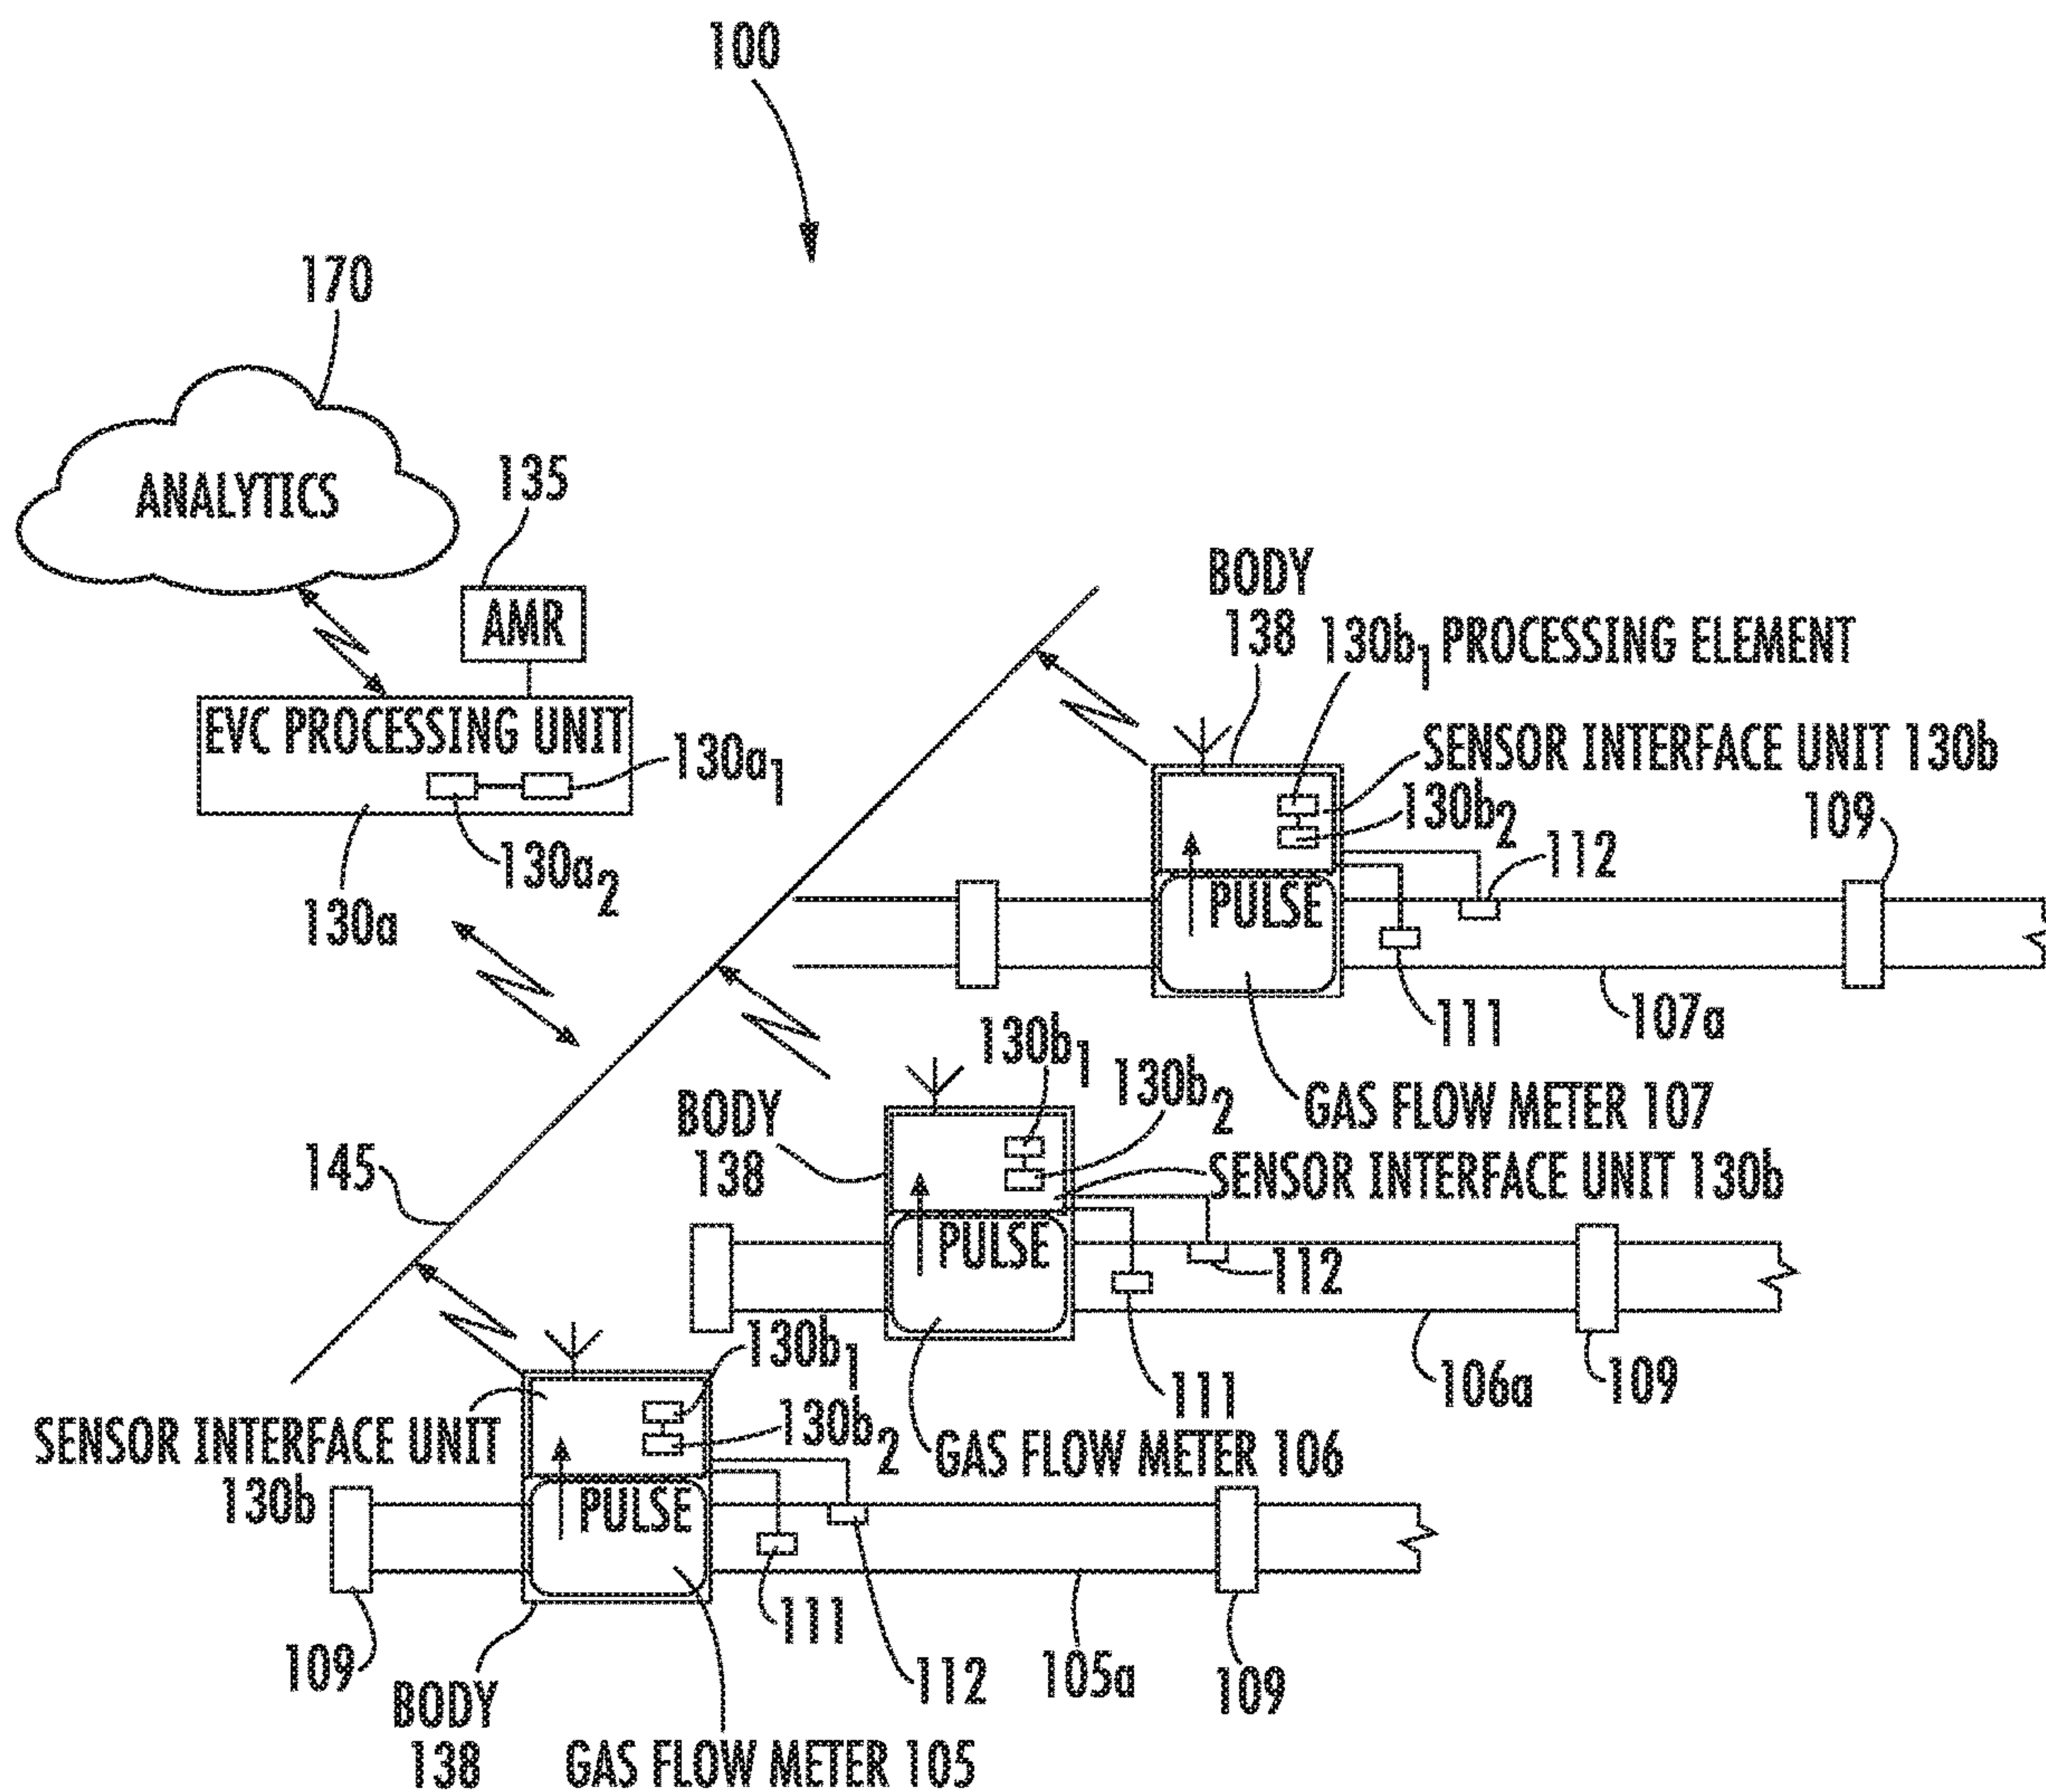 100
170
ANALYTICS
135
AMR
EVC PROCESSING UNIT
130a1
130a2
130a
BODY
138
130b1 PROCESSING ELEMENT
SENSOR INTERFACE UNIT 130b
130b2
109
112
PULSE
111
107a
GAS FLOW METER 107
130b1
130b2
BODY
138
SENSOR INTERFACE UNIT 130b
145
PULSE
112
111
106a
109
GAS FLOW METER 106
130b1
130b2
SENSOR INTERFACE UNIT
130b
PULSE
109
111
112
105a
109
BODY
138
GAS FLOW METER 105